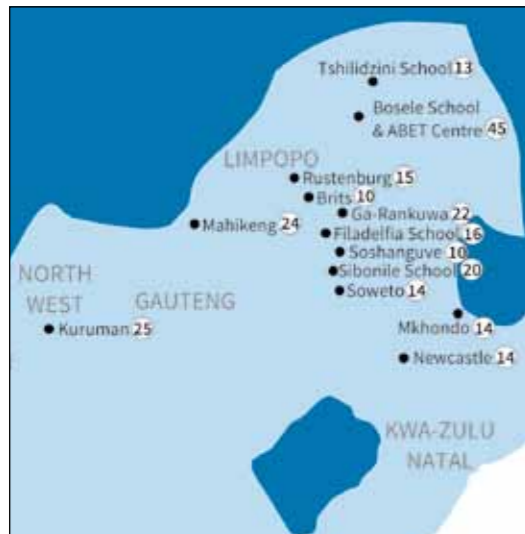 Tshilidzini School 13
Bosele School
& ABET Centre 45
LIMPOPO
Rustenburg 15
Brits 10
Ga-Rankuwa 22
Mahikeng 24
Filadelfia School 16
Soshanguve 10
NORTH
WEST
Sibonile School 20
GAUTENG
Soweto 14
Kuruman 25
Mkhondo 14
Newcastle 14
KWA-ZULU
NATAL